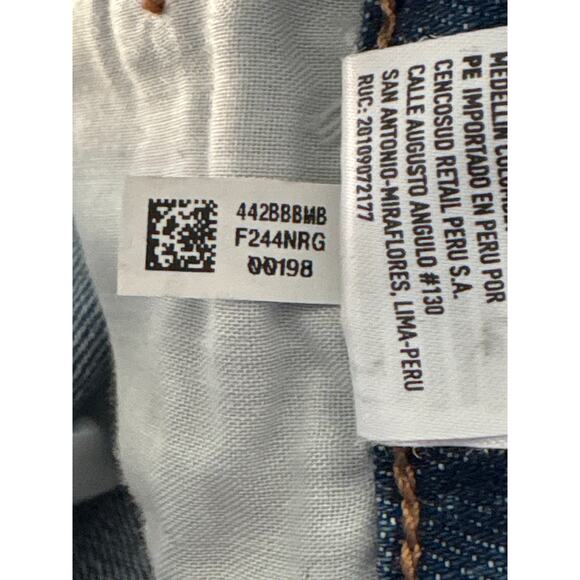 442BBBMB
F244NRG
00198
MEDELLIN
PE IMPORTADO EN PERU POR
CENCOSUD RETAIL PERU S.A.
CALLE AUGUSTO ANGULO #130
SAN ANTONIO-MIRAFLORES, LIMA-PERU
RUC: 20109072177